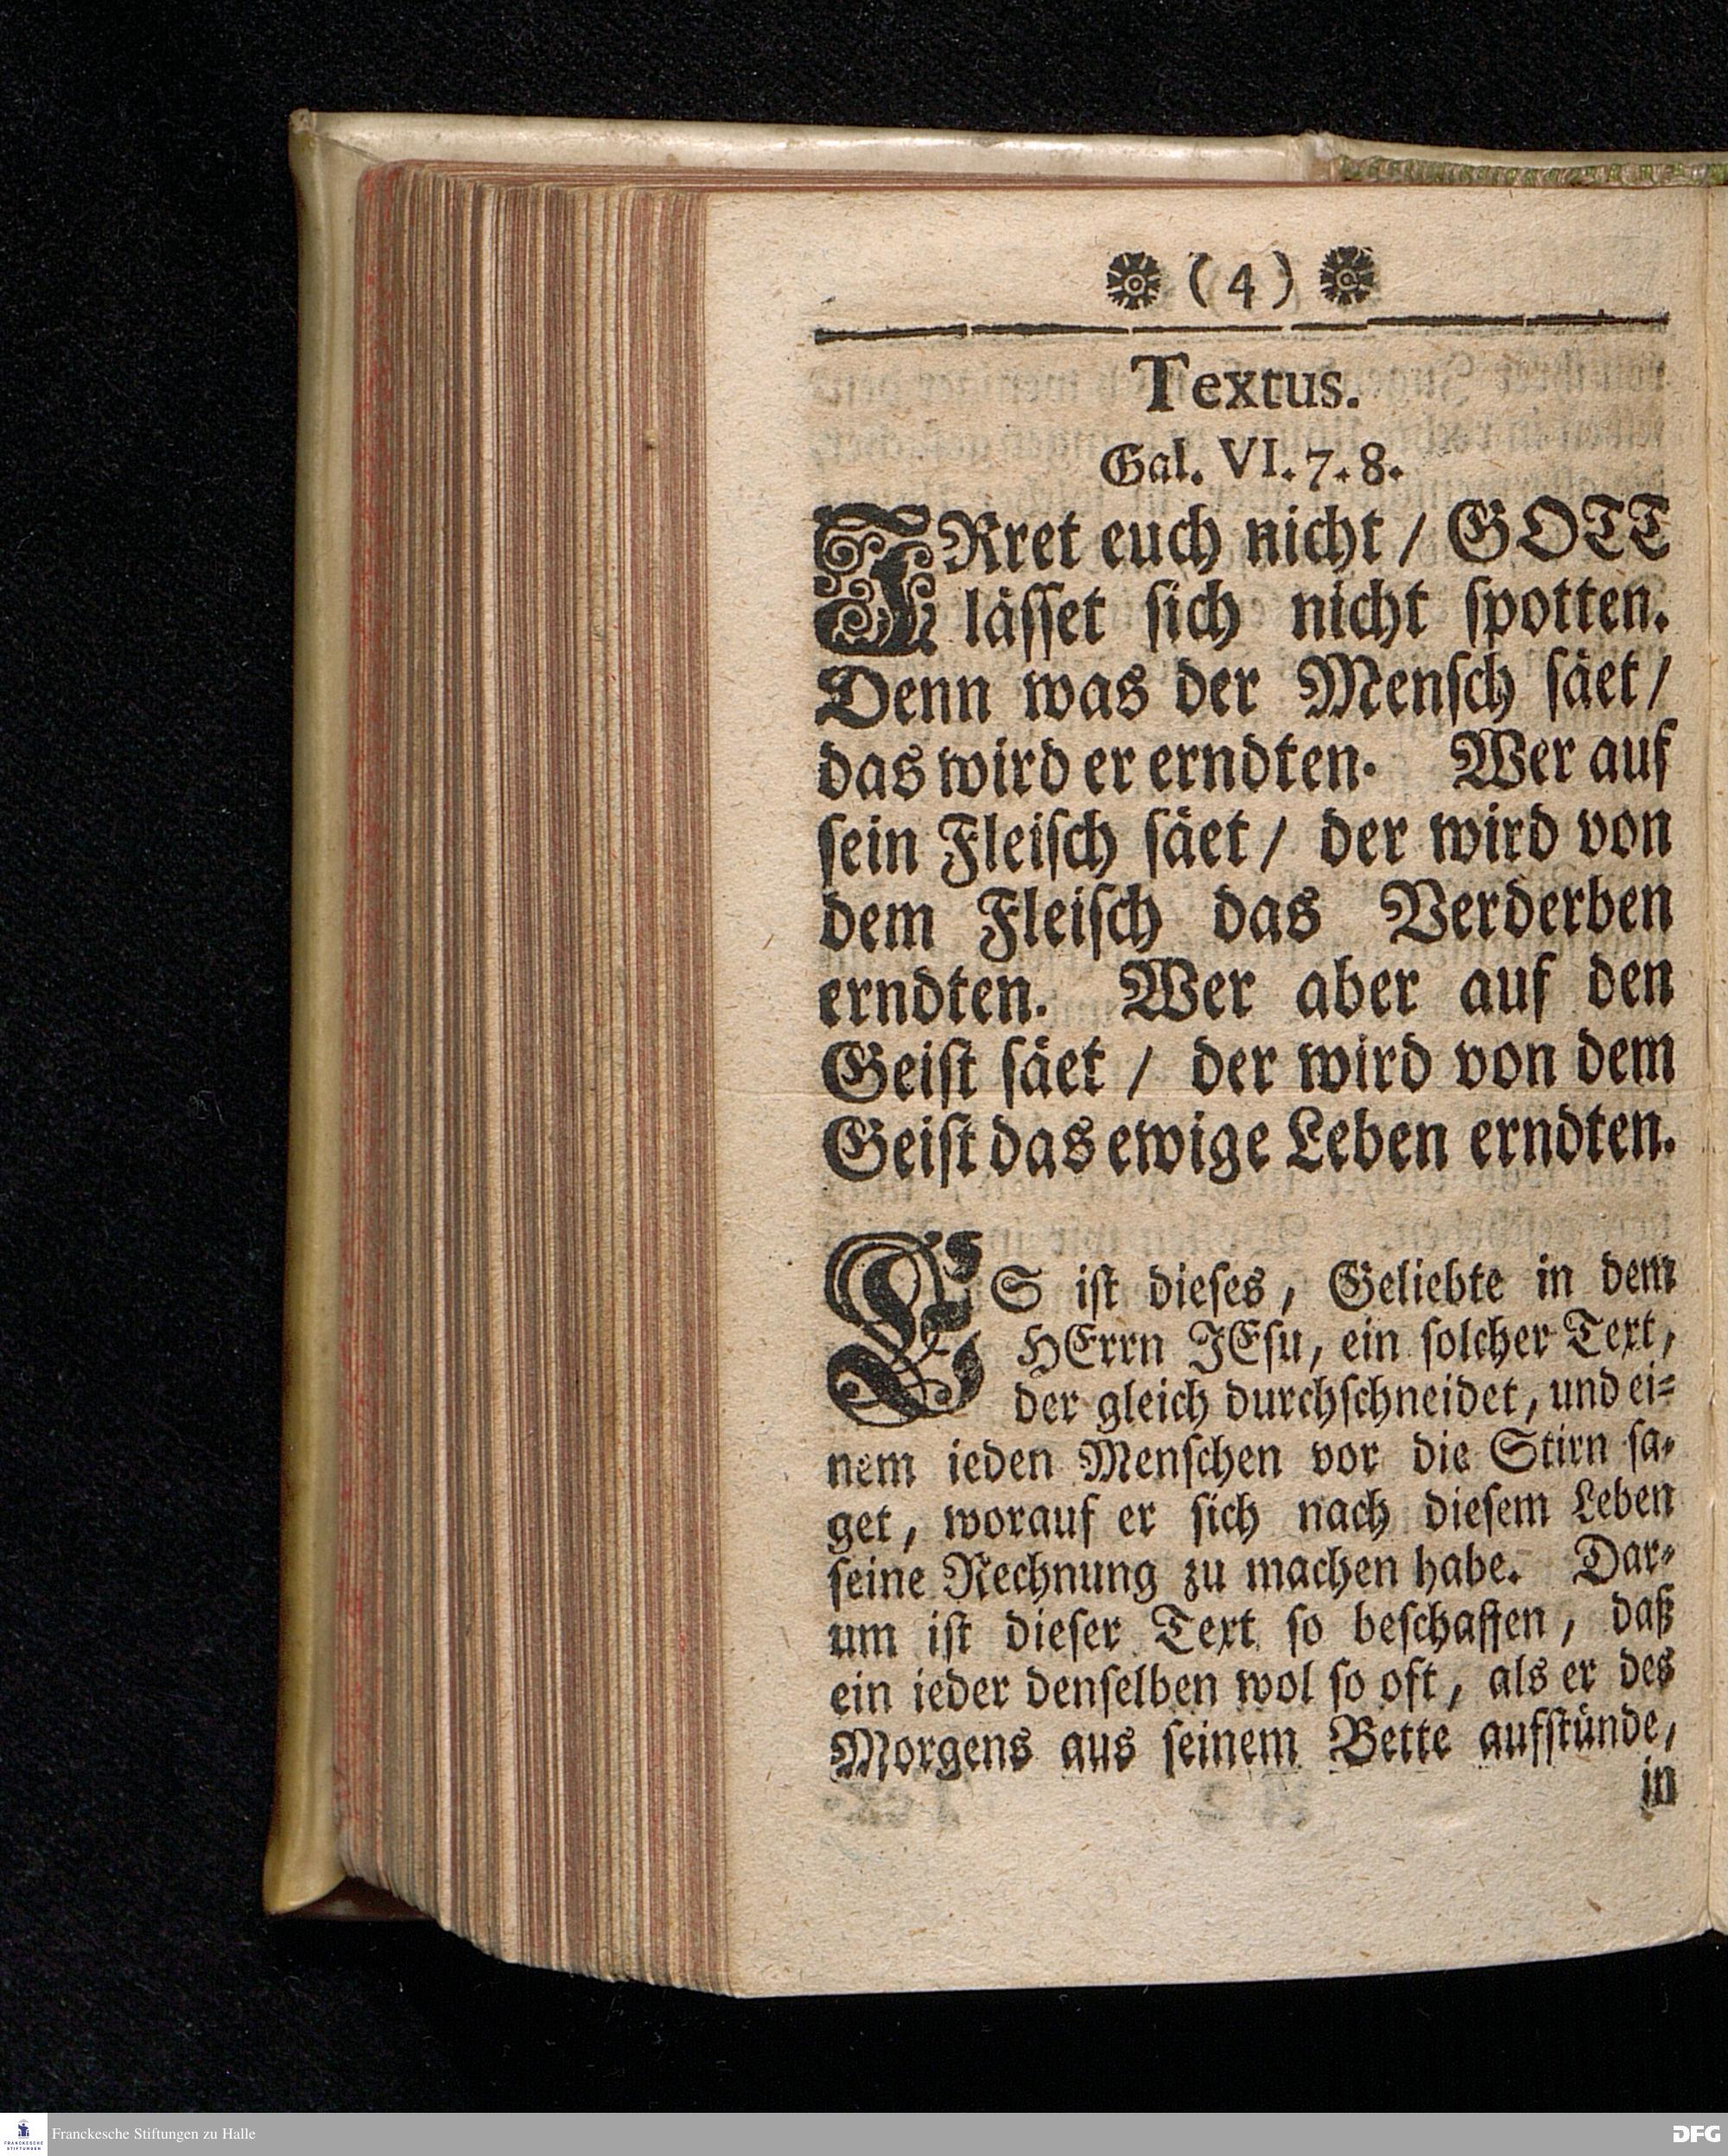 (4)
Textus.
Gal. VI. 7. 8.
IRret euch nicht / GOTT
lässet sich nicht spotten.
Denn was der Mensch säet /
das wird er erndten. Wer auf
sein Fleisch säet / der wird von
dem Fleisch das Verderben
erndten. Wer aber auf den
Geist säet / der wird von dem
Geist das ewige Leben erndten.
ES ist dieses, Geliebte in dem
HErrn JEsu, ein solcher Text,
der gleich durchschneidet, und ei-
nem ieden Menschen vor die Stirn sa-
get, worauf er sich nach diesem Leben
seine Rechnung zu machen habe. Dar-
um ist dieser Text so beschaffen, daß
ein ieder denselben wol so oft, als er des
Morgens aus seinem Bette aufstünde,
in
FRANCKESCHE STIFTUNGEN
Franckesche Stiftungen zu Halle
DFG